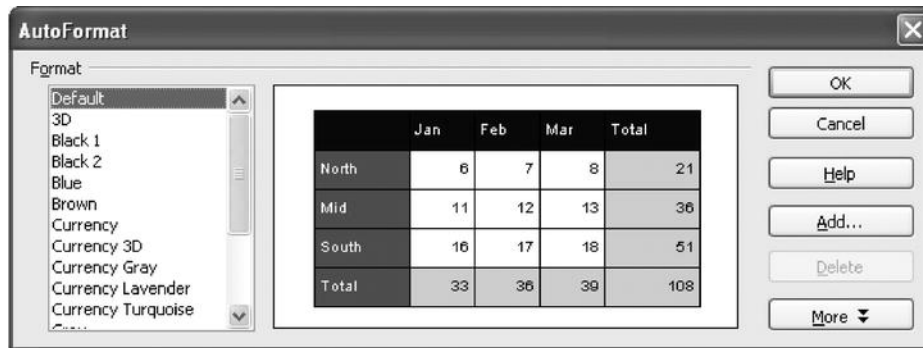 AutoFormat
Format
Default
3D
Black 1
Black 2
Blue
Brown
Currency
Currency 3D
Currency Gray
Currency Lavender
Currency Turquoise
Jan Feb Mar Total
North 6 7 8 21
Mid 11 12 13 36
South 16 17 18 51
Total 33 36 39 108
OK
Cancel
Help
Add...
Delete
More